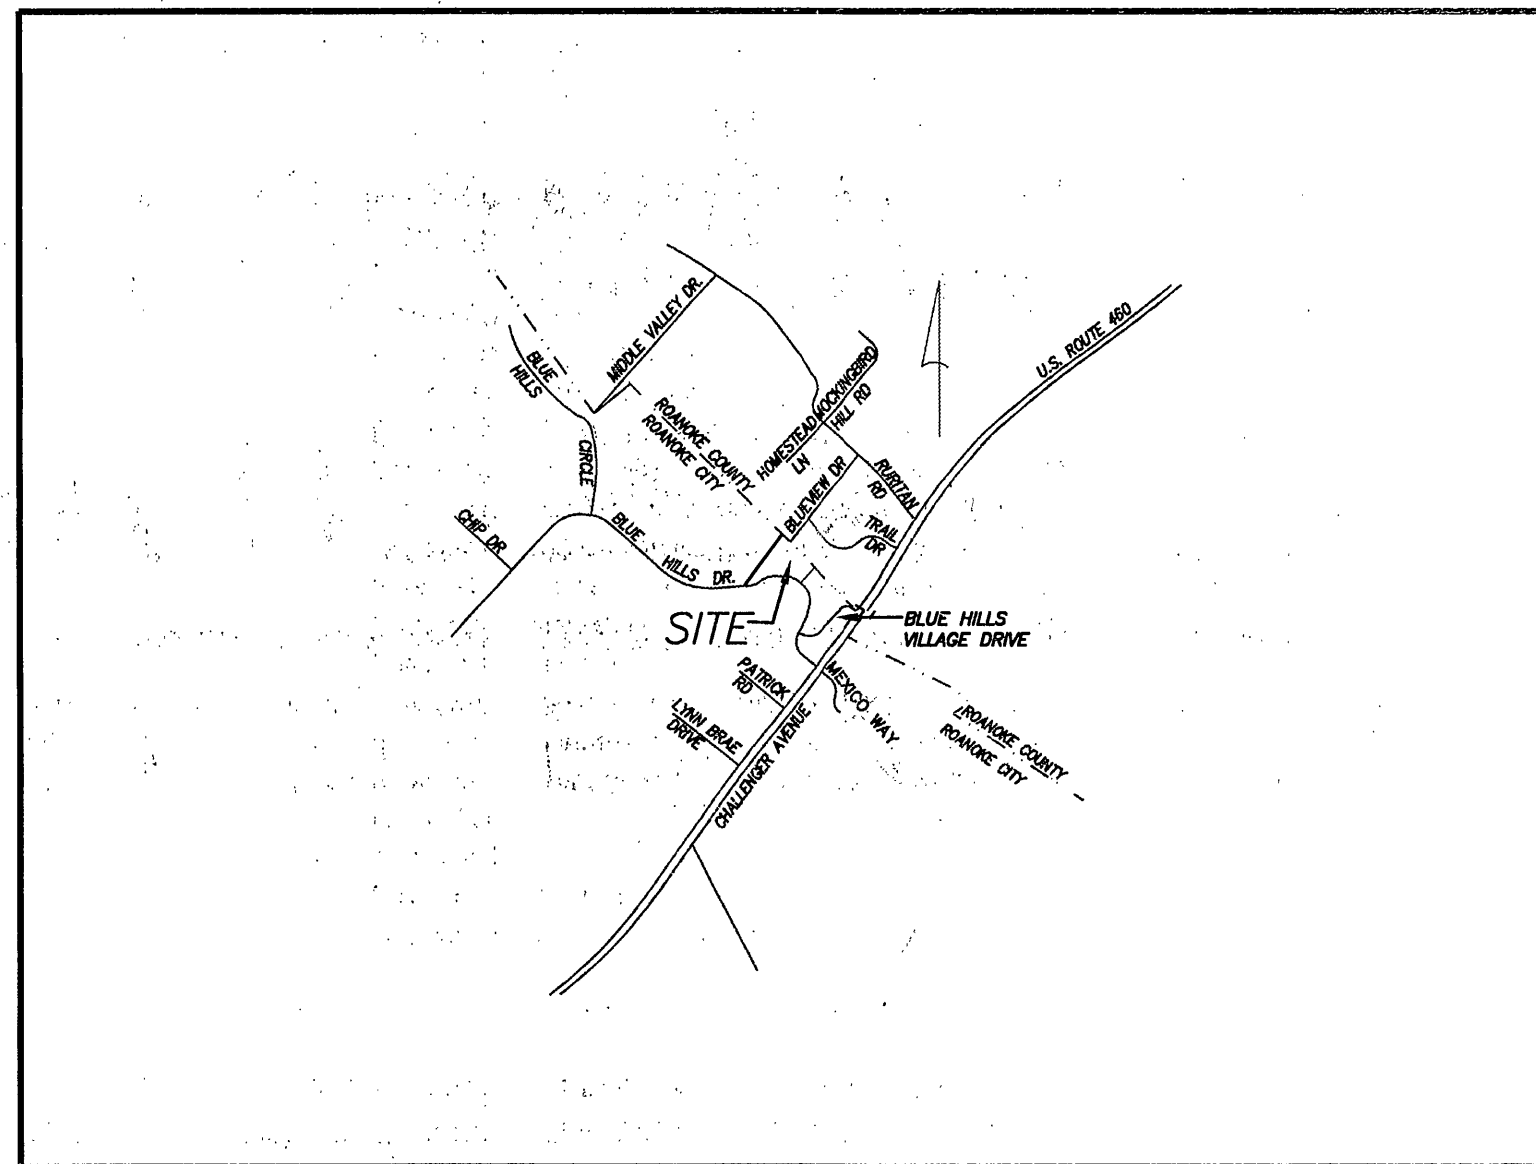 MIDDLE VALLEY DR.
U.S. ROUTE 460
BLUE
HILLS
CIRCLE
HOMESTEAD
LN
MOCKINGBIRD
HILL RD
ROANOKE COUNTY
ROANOKE CITY
BLUEVIEW DR
RURITAN
RD
TRAIL
DR
CHIP DR
BLUE
HILLS DR.
SITE
BLUE HILLS
VILLAGE DRIVE
PATRICK
RD
MEXICO WAY
LYNN BRAE
DRIVE
CHALLENGER AVENUE
ROANOKE COUNTY
ROANOKE CITY